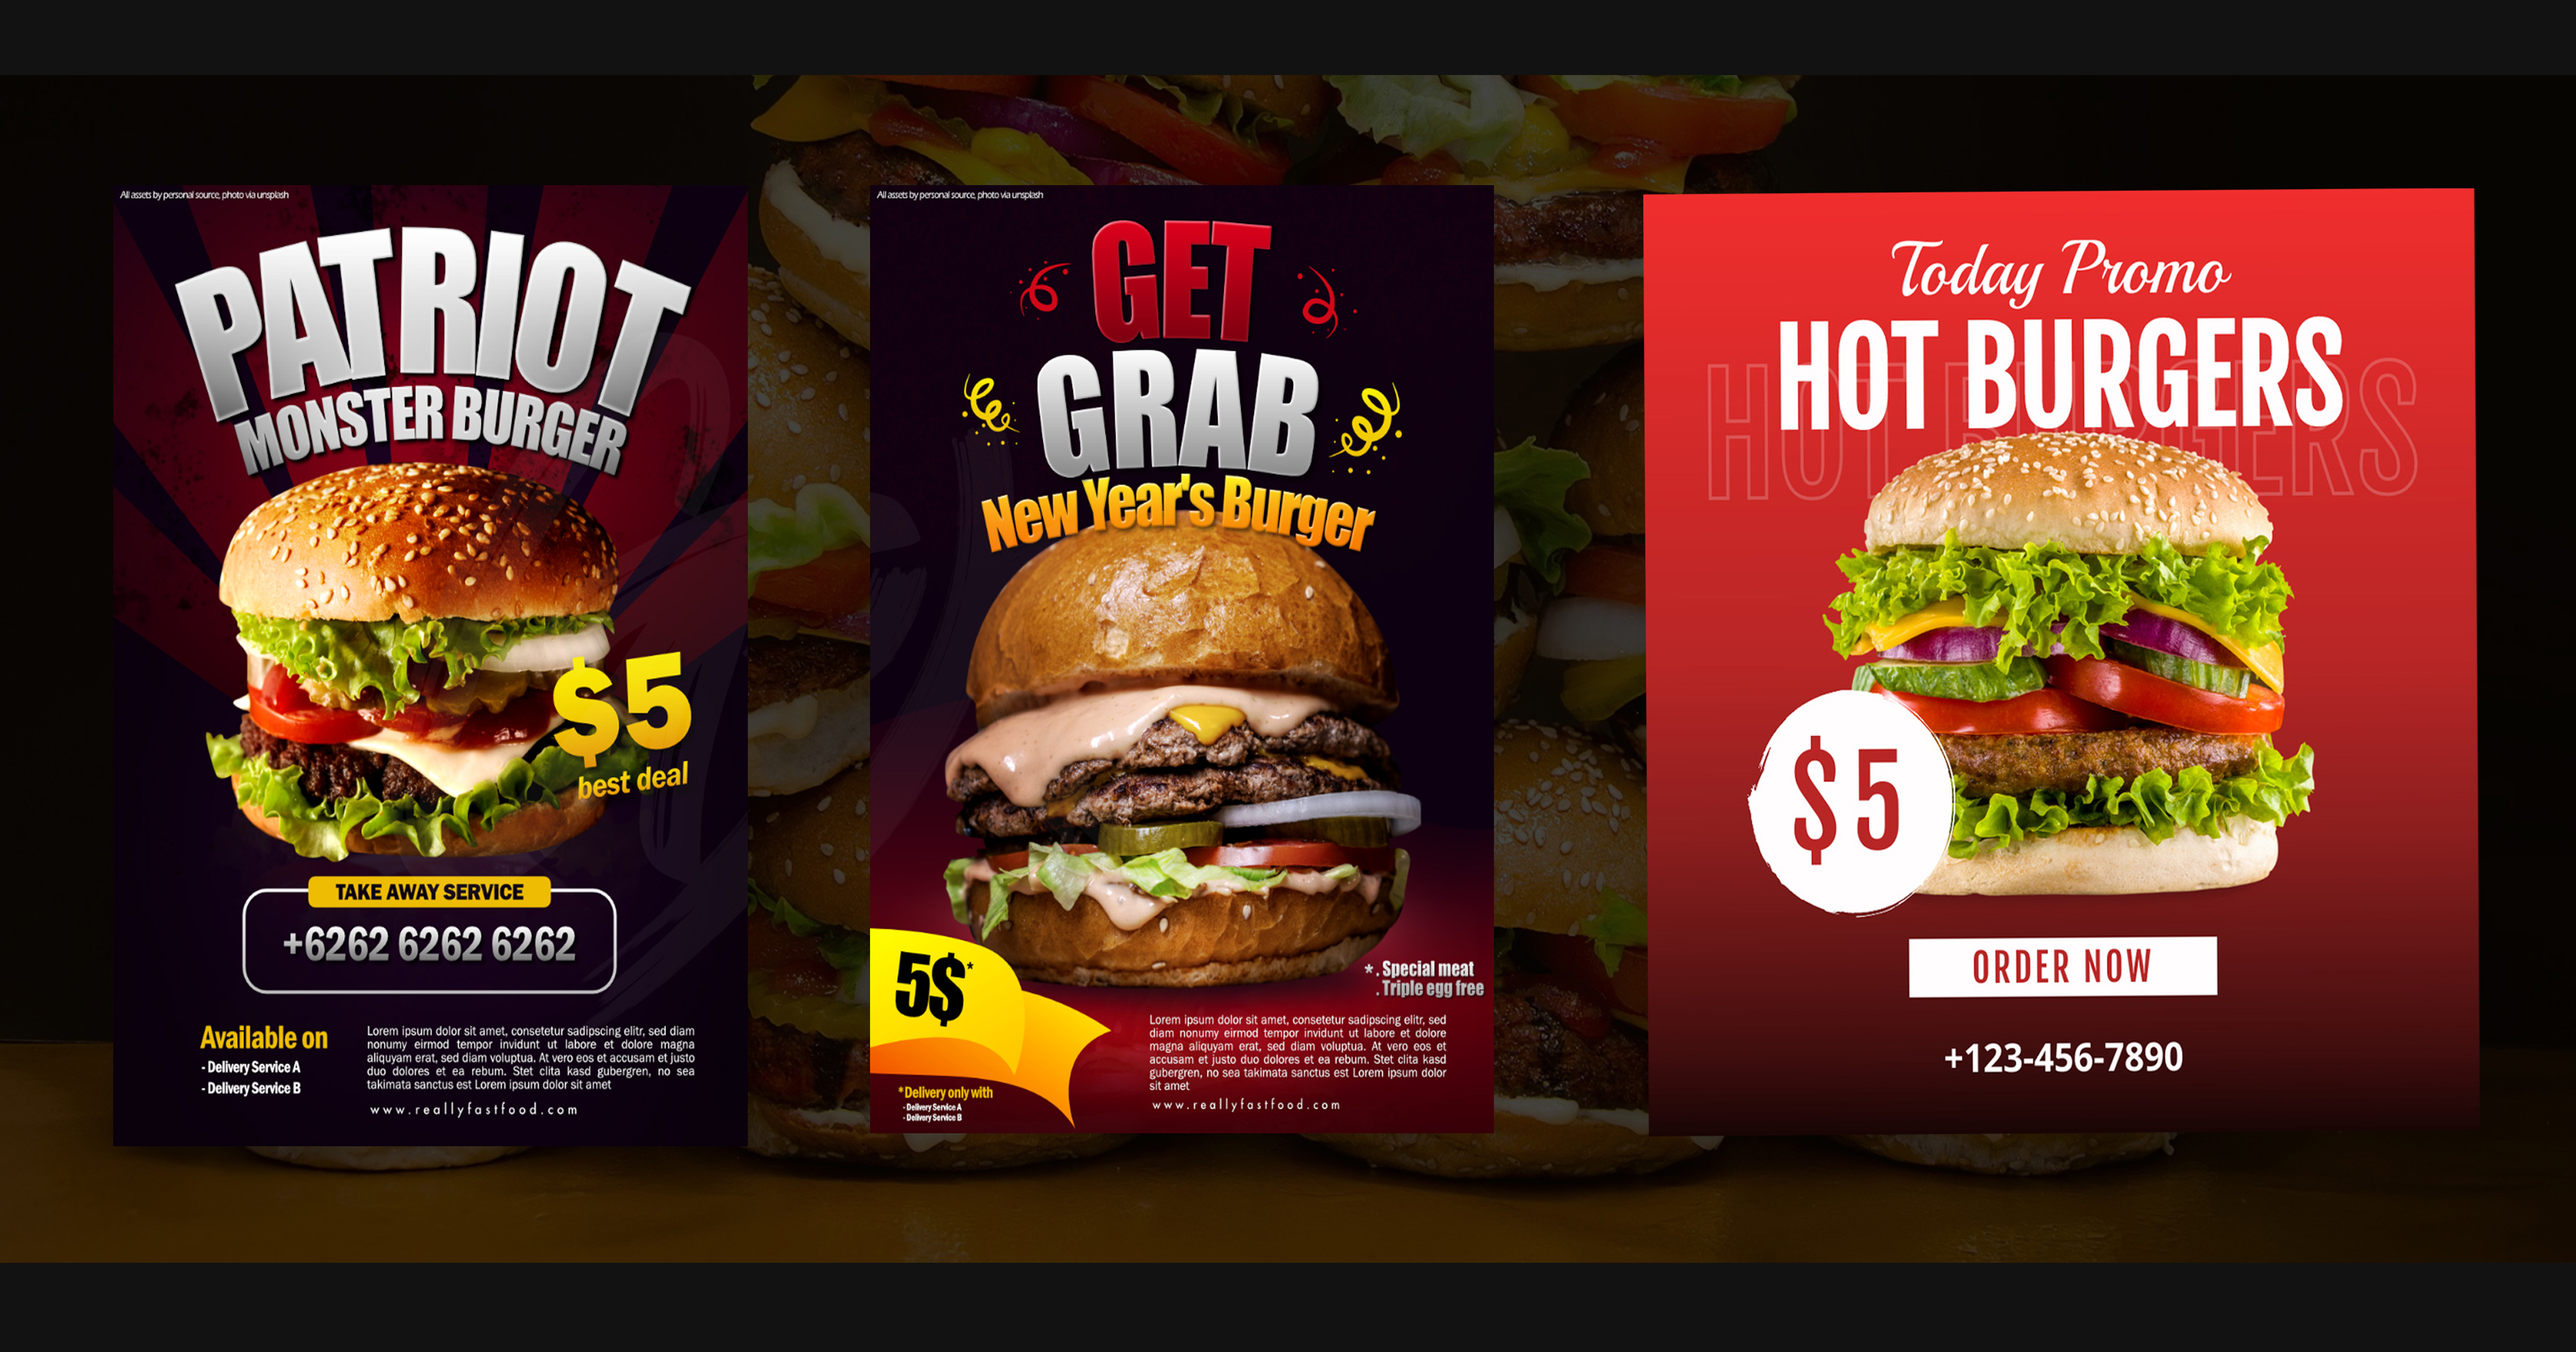 All assets by personal source, photo via unsplash
PATRIOT
MONSTER BURGER
$5
best deal
TAKE AWAY SERVICE
+6262 6262 6262
Available on
- Delivery Service A
- Delivery Service B
Lorem ipsum dolor sit amet, consetetur sadipscing elitr, sed diam
nonumy eirmod tempor invidunt ut labore et dolore magna
aliquyam erat, sed diam voluptua. At vero eos et accusam et justo
duo dolores et ea rebum. Stet clita kasd gubergren, no sea
takimata sanctus est Lorem ipsum dolor sit amet
www.reallyfastfood.com
All assets by personal source, photo via unsplash
GET
GRAB
New Year's Burger
5$*
*. Special meat
. Triple egg free
*Delivery only with
- Delivery Service A
- Delivery Service B
Lorem ipsum dolor sit amet, consetetur sadipscing elitr, sed
diam nonumy eirmod tempor invidunt ut labore et dolore
magna aliquyam erat, sed diam voluptua. At vero eos et
accusam et justo duo dolores et ea rebum. Stet clita kasd
gubergren, no sea takimata sanctus est Lorem ipsum dolor
sit amet
www.reallyfastfood.com
Today Promo
HOT BURGERS
HOT BURGERS
$5
ORDER NOW
+123-456-7890